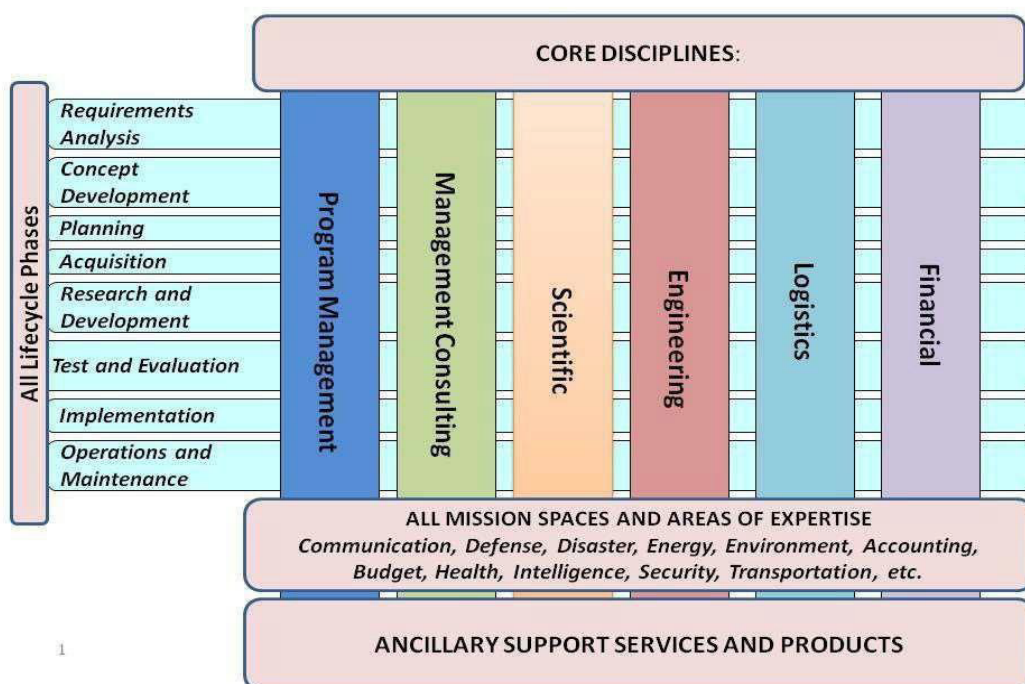 CORE DISCIPLINES:
All Lifecycle Phases
Requirements
Analysis
Concept
Development
Planning
Acquisition
Research and
Development
Test and Evaluation
Implementation
Operations and
Maintenance
Program Management
Management Consulting
Scientific
Engineering
Logistics
Financial
ALL MISSION SPACES AND AREAS OF EXPERTISE
Communication, Defense, Disaster, Energy, Environment, Accounting,
Budget, Health, Intelligence, Security, Transportation, etc.
ANCILLARY SUPPORT SERVICES AND PRODUCTS
1